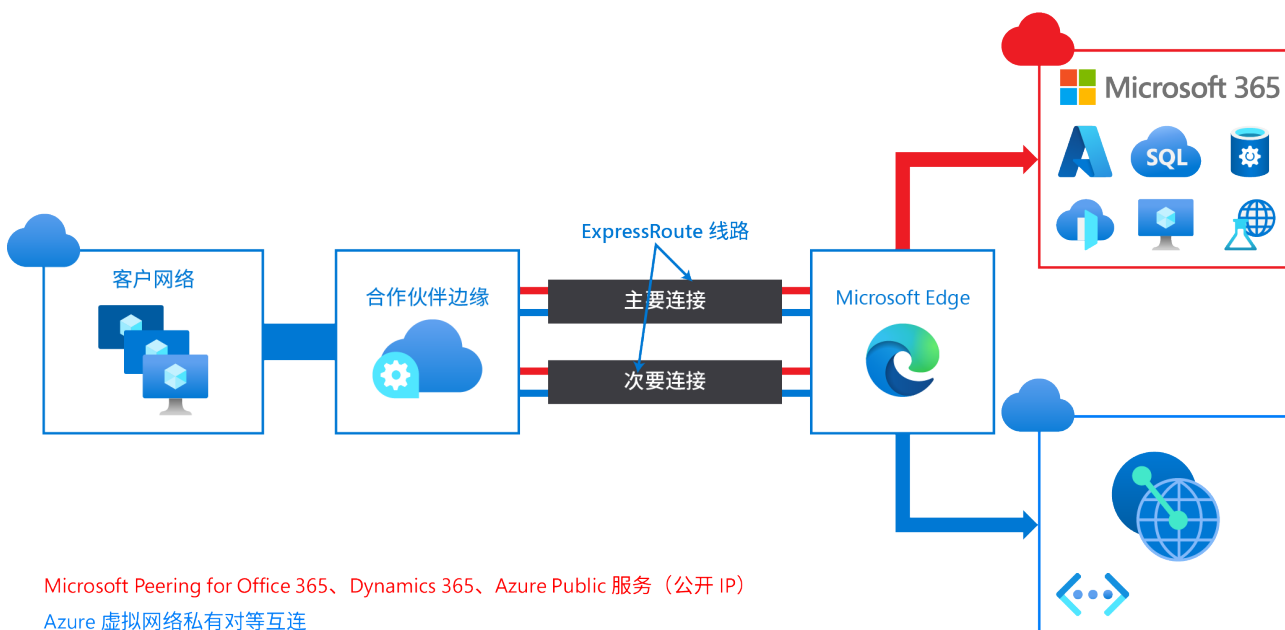 Microsoft 365
SQL
ExpressRoute 线路
客户网络
合作伙伴边缘
主要连接
Microsoft Edge
次要连接
Microsoft Peering for Office 365、Dynamics 365、Azure Public 服务（公开 IP）
Azure 虚拟网络私有对等互连